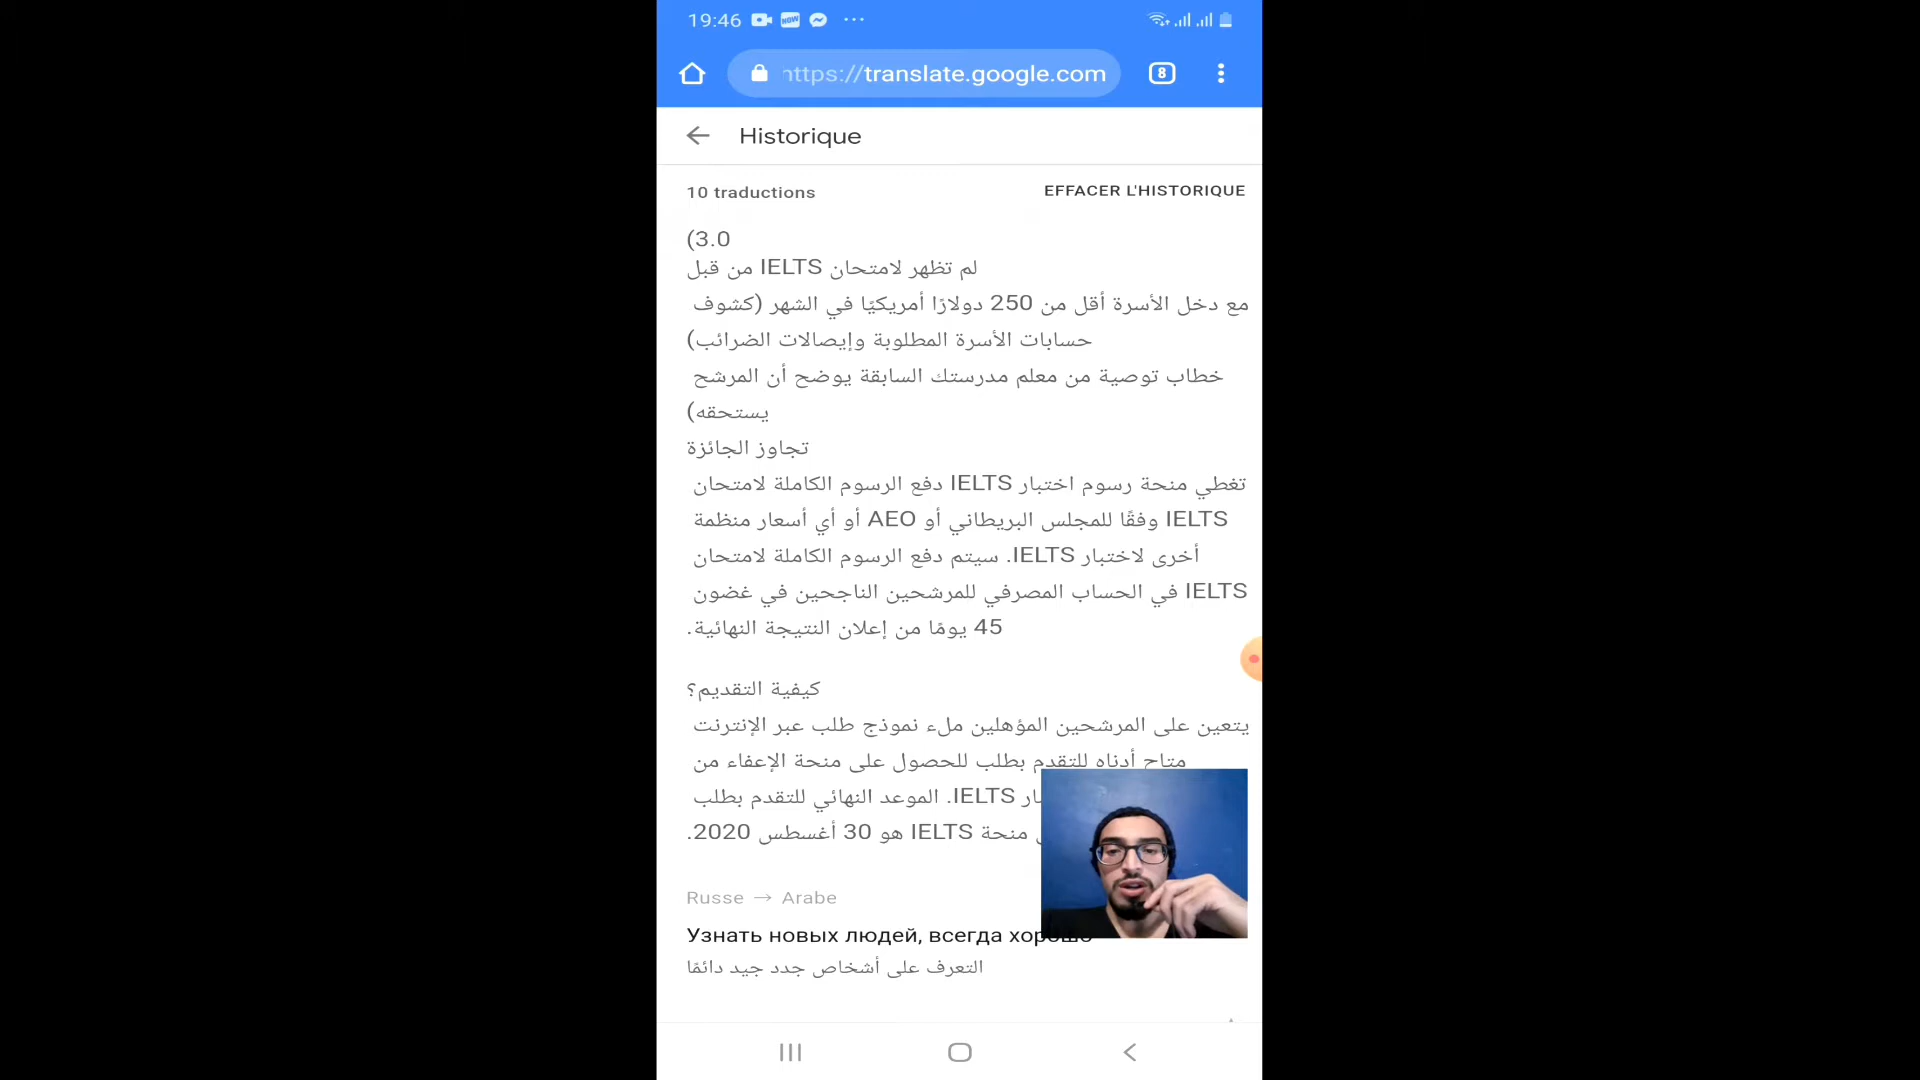 19:46
https://translate.google.com
8
Historique
10 traductions
EFFACER L'HISTORIQUE
(3.0
لم تظهر لامتحان IELTS من قبل
مع دخل الأسرة أقل من 250 دولارًا أمريكيًا في الشهر (كشوف
حسابات الأسرة المطلوبة وإيصالات الضرائب)
خطاب توصية من معلم مدرستك السابقة يوضح أن المرشح
يستحقه)
تجاوز الجائزة
تغطي منحة رسوم اختبار IELTS دفع الرسوم الكاملة لامتحان
IELTS وفقًا للمجلس البريطاني أو AEO أو أي أسعار منظمة
أخرى لاختبار IELTS. سيتم دفع الرسوم الكاملة لامتحان
IELTS في الحساب المصرفي للمرشحين الناجحين في غضون
45 يومًا من إعلان النتيجة النهائية.
كيفية التقديم؟
يتعين على المرشحين المؤهلين ملء نموذج طلب عبر الإنترنت
متاح أدناه للتقدم بطلب للحصول على منحة الإعفاء من
IELTS. الموعد النهائي للتقدم بطلب
منحة IELTS هو 30 أغسطس 2020.
Russe → Arabe
Узнать новых людей, всегда хорошо
التعرف على أشخاص جدد جيد دائمًا